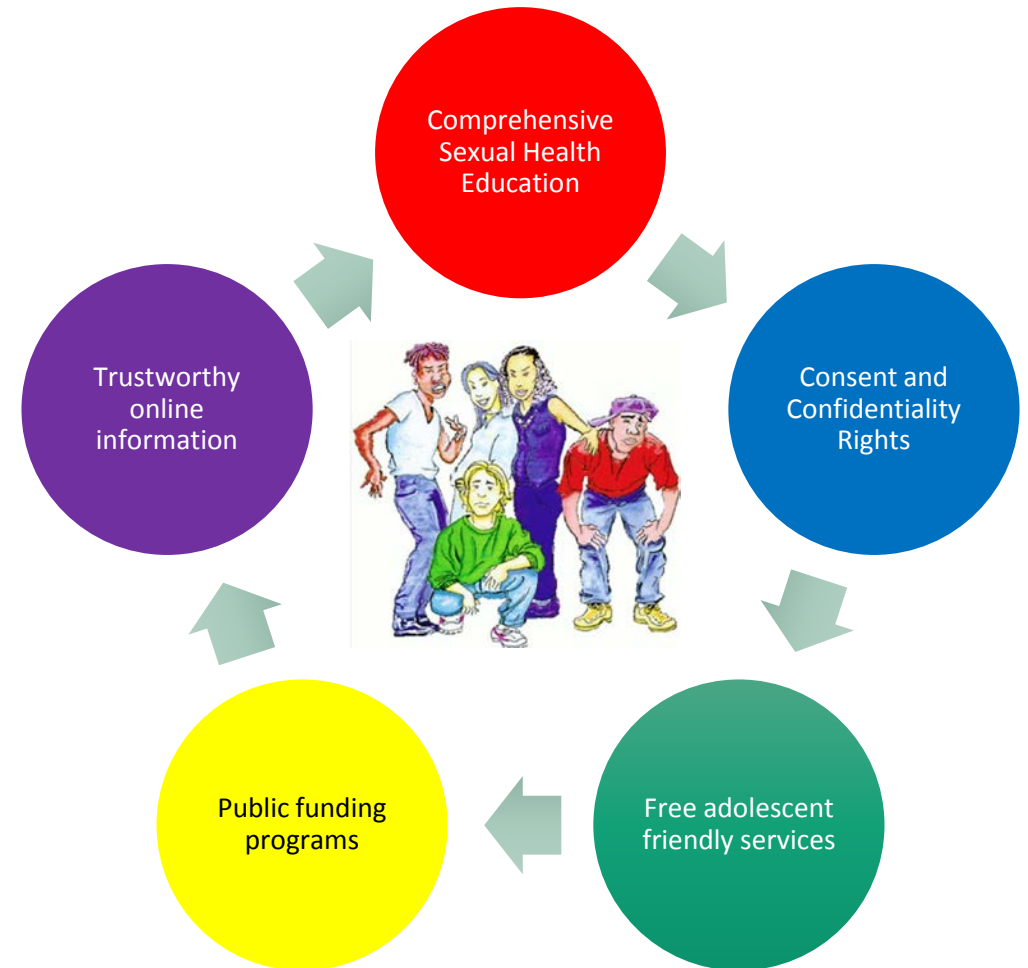 Comprehensive
Sexual Health
Education
Consent and
Confidentiality
Rights
Free adolescent
friendly services
Public funding
programs
Trustworthy
online
information